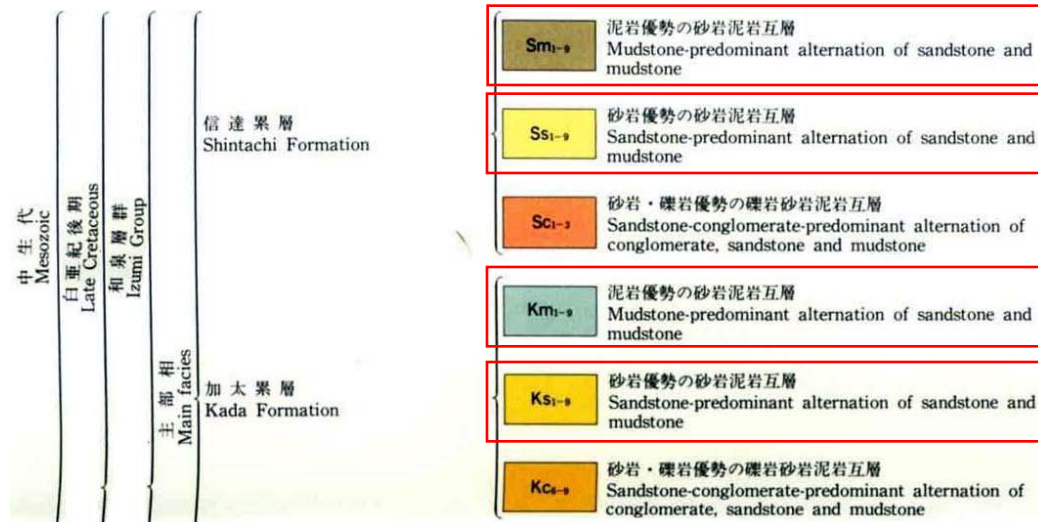 中生代
Mesozoic
白亜紀後期
Late Cretaceous
和泉層群
Izumi Group
主部相
Main facies
信達累層
Shintachi Formation
Sm1-9
泥岩優勢の砂岩泥岩互層
Mudstone-predominant alternation of sandstone and
mudstone
Ss1-9
砂岩優勢の砂岩泥岩互層
Sandstone-predominant alternation of sandstone and
mudstone
Sc1-3
砂岩・礫岩優勢の礫岩砂岩泥岩互層
Sandstone-conglomerate-predominant alternation of
conglomerate, sandstone and mudstone
加太累層
Kada Formation
Km1-9
泥岩優勢の砂岩泥岩互層
Mudstone-predominant alternation of sandstone and
mudstone
Ks1-9
砂岩優勢の砂岩泥岩互層
Sandstone-predominant alternation of sandstone and
mudstone
Kc6-9
砂岩・礫岩優勢の礫岩砂岩泥岩互層
Sandstone-conglomerate-predominant alternation of
conglomerate, sandstone and mudstone